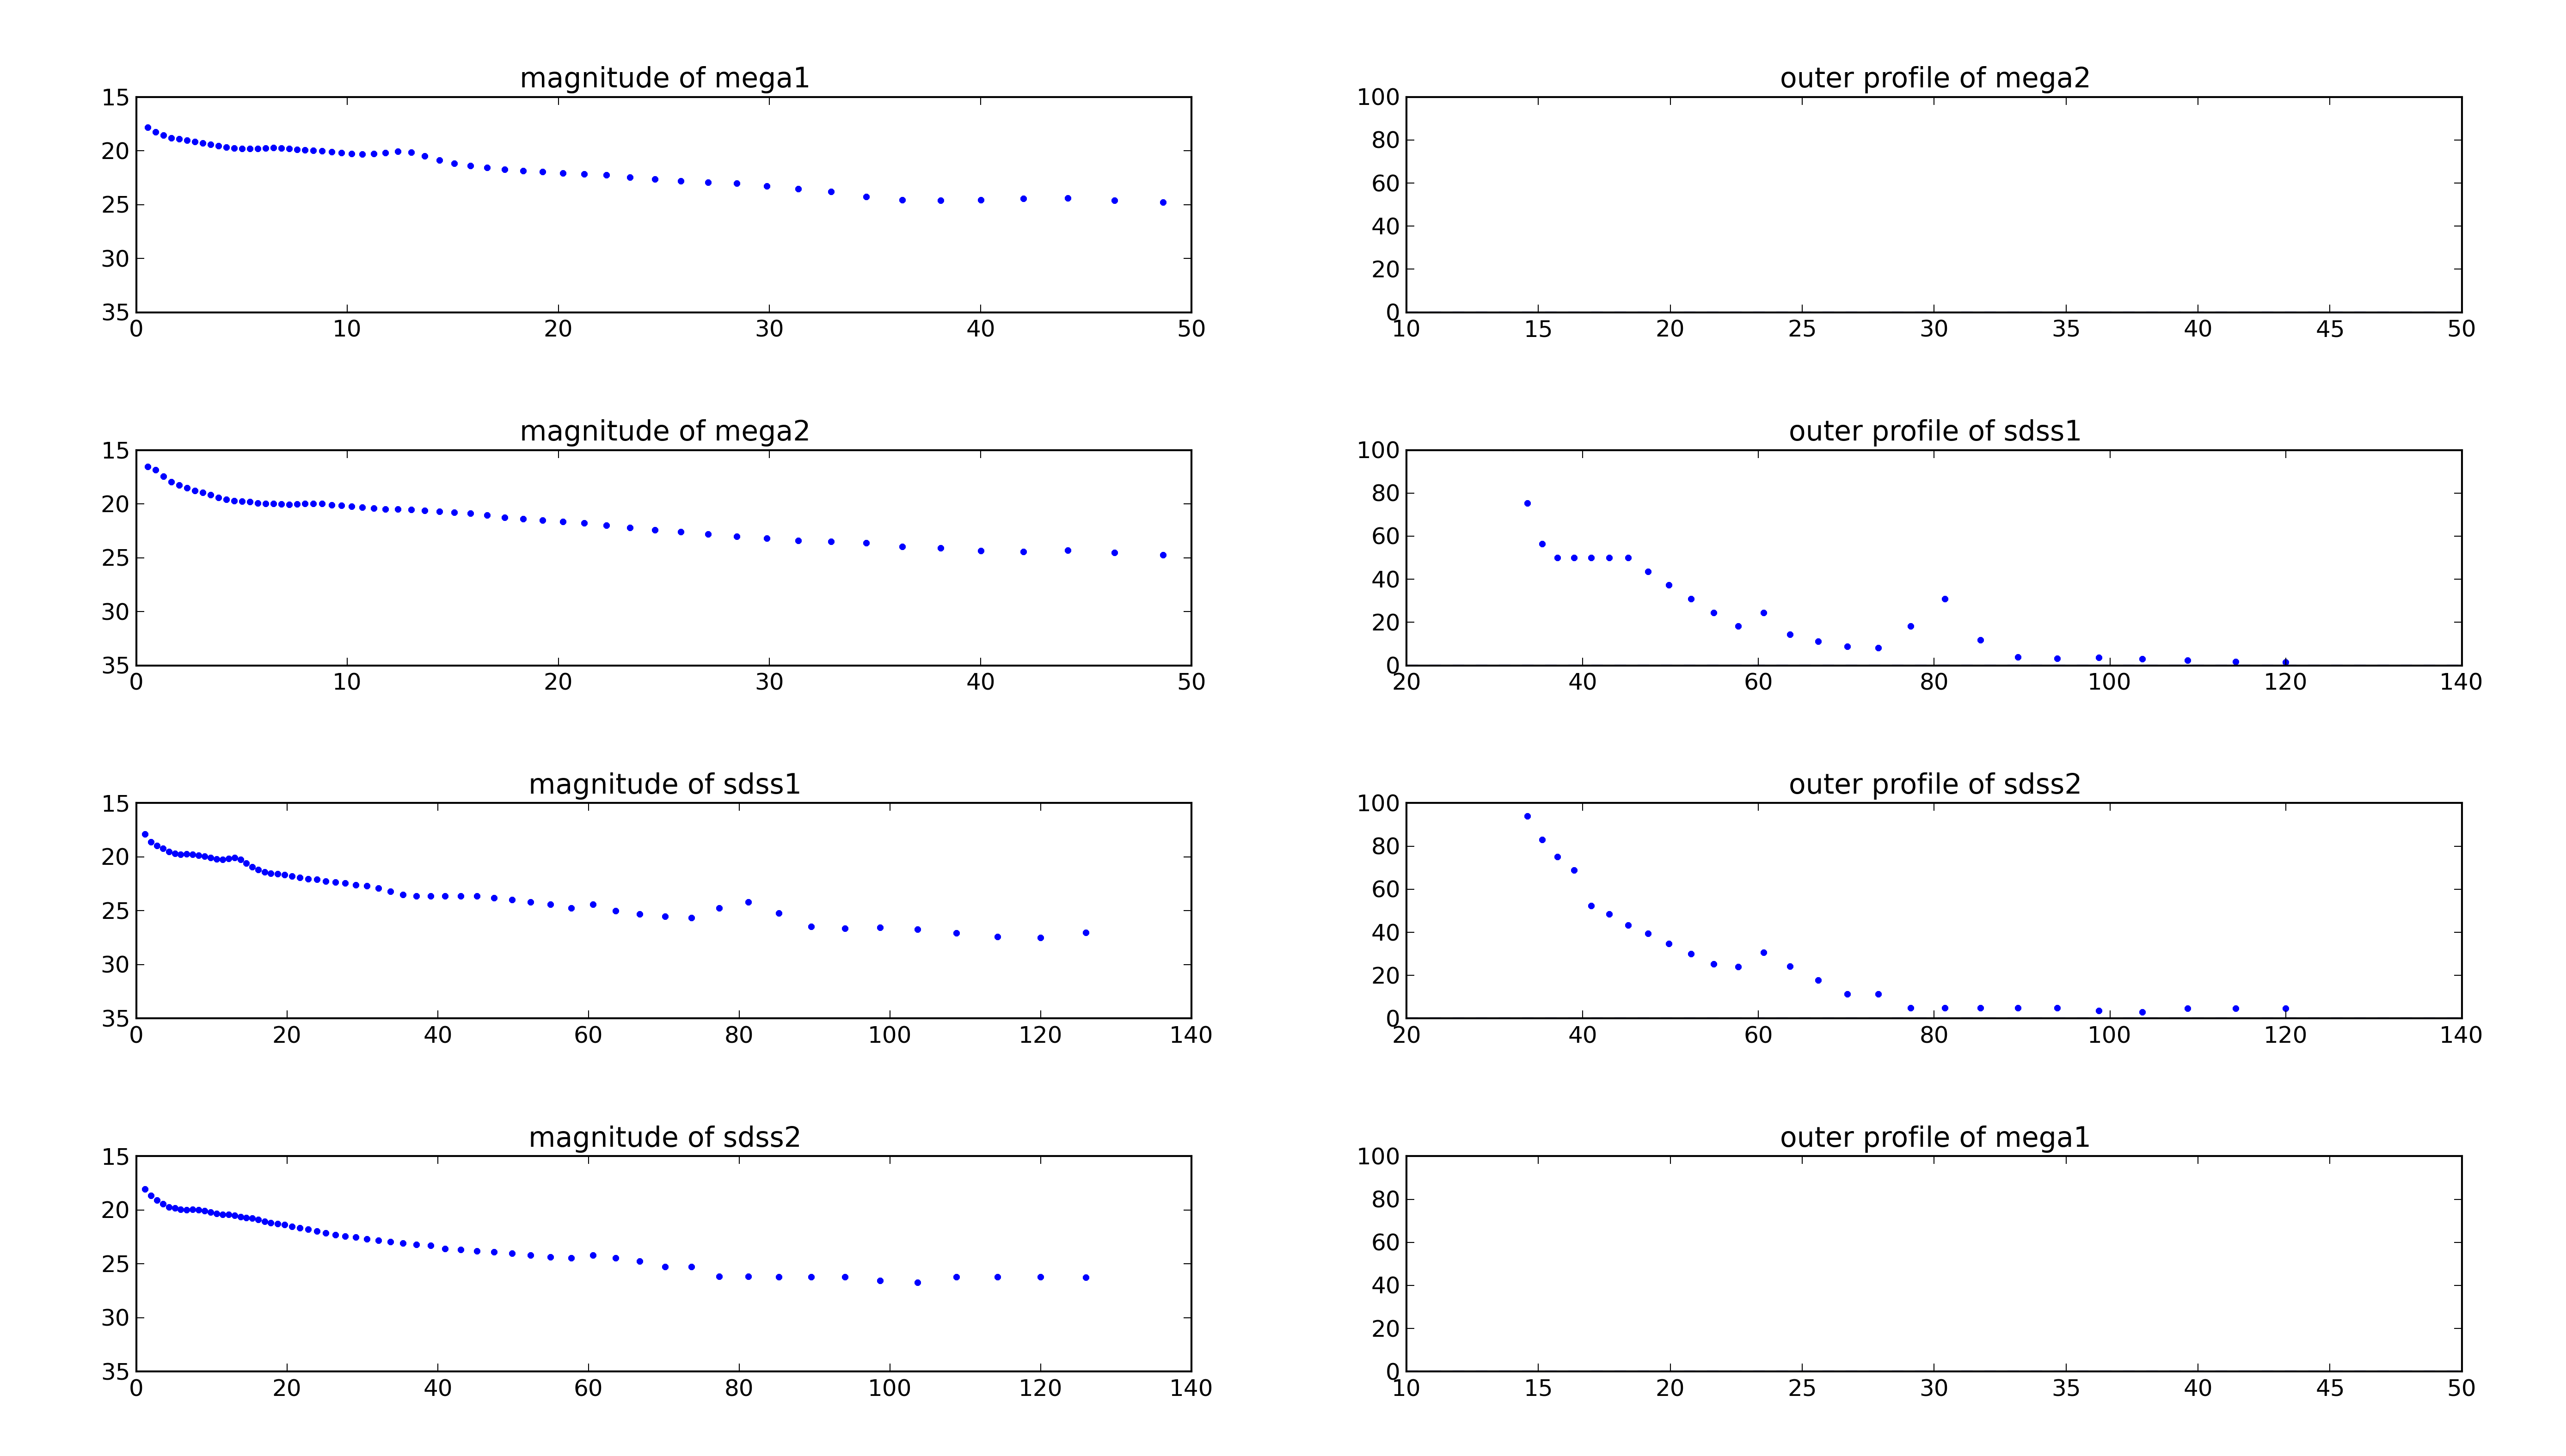 magnitude of mega1
15
20
25
30
35
0 10 20 30 40 50
outer profile of mega2
100
80
60
40
20
0
10 15 20 25 30 35 40 45 50
magnitude of mega2
15
20
25
30
35
0 10 20 30 40 50
outer profile of sdss1
100
80
60
40
20
0
20 40 60 80 100 120 140
magnitude of sdss1
15
20
25
30
35
0 20 40 60 80 100 120 140
outer profile of sdss2
100
80
60
40
20
0
20 40 60 80 100 120 140
magnitude of sdss2
15
20
25
30
35
0 20 40 60 80 100 120 140
outer profile of mega1
100
80
60
40
20
0
10 15 20 25 30 35 40 45 50